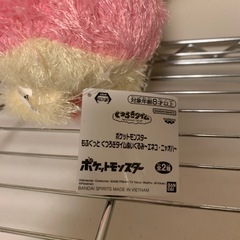 対象年齢8才以上
くつろぎタイム
ポケットモンスター
もふぐっと くつろぎタイムぬいぐるみ～エネコ・ニャオハ～
ポケットモンスター
全2種
BANDAI SPIRITS MADE IN VIETNAM